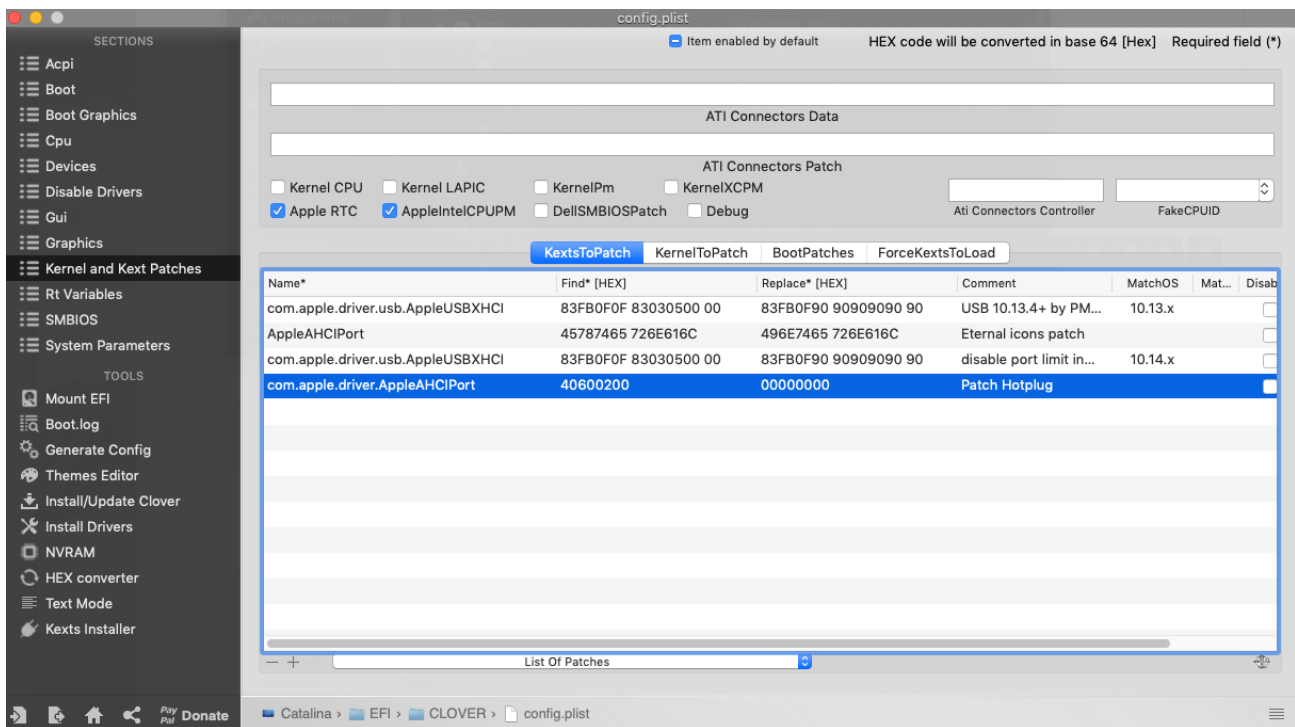 config.plist
SECTIONS
Acpi
Boot
Boot Graphics
Cpu
Devices
Disable Drivers
Gui
Graphics
Kernel and Kext Patches
Rt Variables
SMBIOS
System Parameters
TOOLS
Mount EFI
Boot.log
Generate Config
Themes Editor
Install/Update Clover
Install Drivers
NVRAM
HEX converter
Text Mode
Kexts Installer
Pay Pal Donate
Item enabled by default HEX code will be converted in base 64 [Hex] Required field (*)
ATI Connectors Data
ATI Connectors Patch
Kernel CPU Kernel LAPIC KernelPm KernelXCPM
Apple RTC AppleIntelCPUPM DellSMBIOSPatch Debug Ati Connectors Controller FakeCPUID
KextsToPatch KernelToPatch BootPatches ForceKextsToLoad
Name* Find* [HEX] Replace* [HEX] Comment MatchOS Mat... Disab
com.apple.driver.usb.AppleUSBXHCI 83FB0F0F 83030500 00 83FB0F90 90909090 90 USB 10.13.4+ by PM... 10.13.x
AppleAHCIPort 45787465 726E616C 496E7465 726E616C Eternal icons patch
com.apple.driver.usb.AppleUSBXHCI 83FB0F0F 83030500 00 83FB0F90 90909090 90 disable port limit in... 10.14.x
com.apple.driver.AppleAHCIPort 40600200 00000000 Patch Hotplug
List Of Patches
Catalina › EFI › CLOVER › config.plist